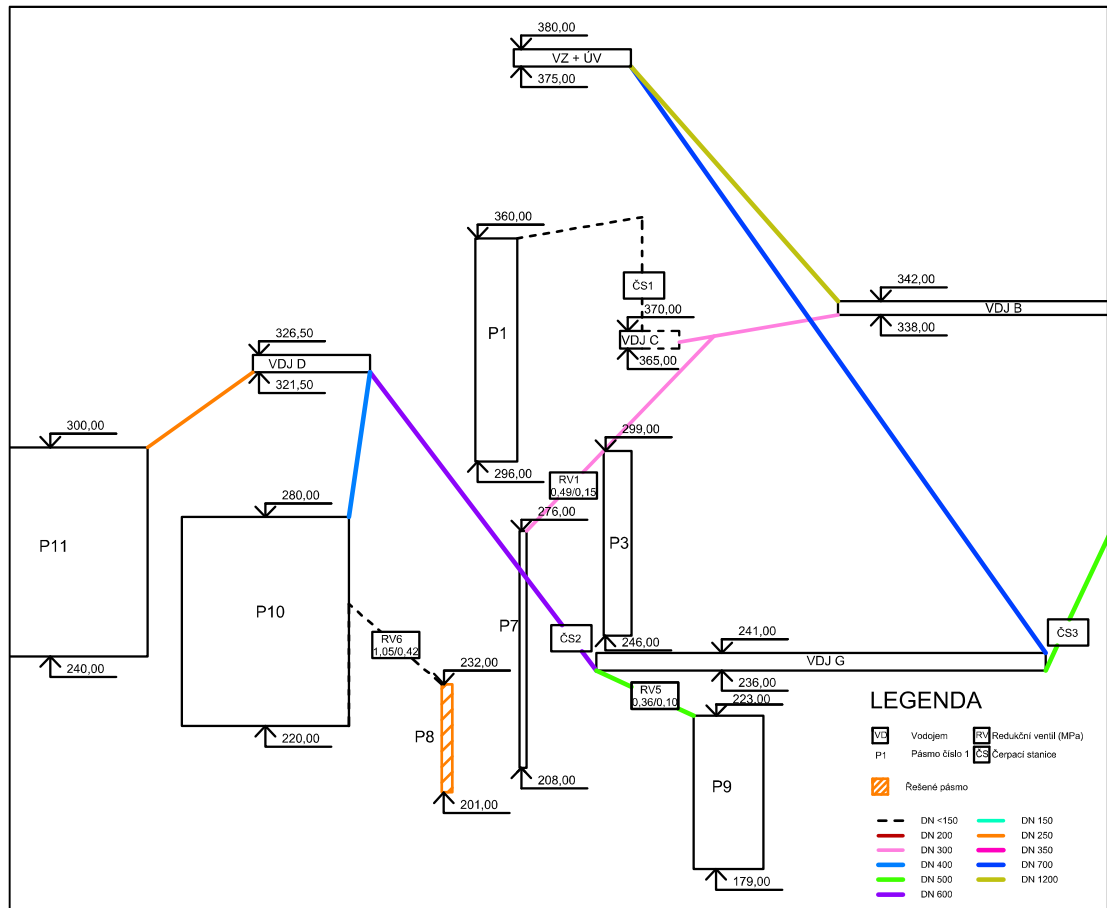 380,00
VZ + ÚV
375,00
360,00
P1
296,00
ČS1
370,00
VDJ C
365,00
342,00
VDJ B
338,00
326,50
VDJ D
321,50
300,00
P11
240,00
280,00
P10
220,00
RV6
1,05/0,42
232,00
P8
201,00
RV1
0,49/0,15
276,00
P7
208,00
299,00
P3
246,00
ČS2
241,00
VDJ G
236,00
ČS3
RV5
0,36/0,10
223,00
P9
179,00
LEGENDA
VD Vodojem
RV Redukční ventil (MPa)
P1 Pásmo číslo 1
ČS Čerpací stanice
Řešené pásmo
DN <150
DN 150
DN 200
DN 250
DN 300
DN 350
DN 400
DN 700
DN 500
DN 1200
DN 600